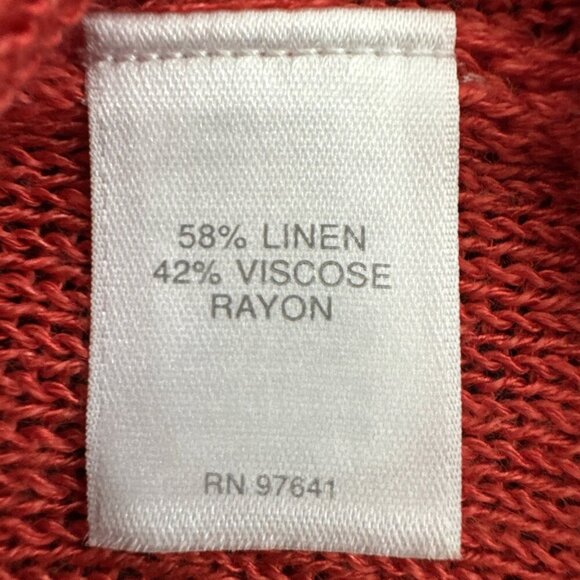 58% LINEN
42% VISCOSE
RAYON
RN 97641